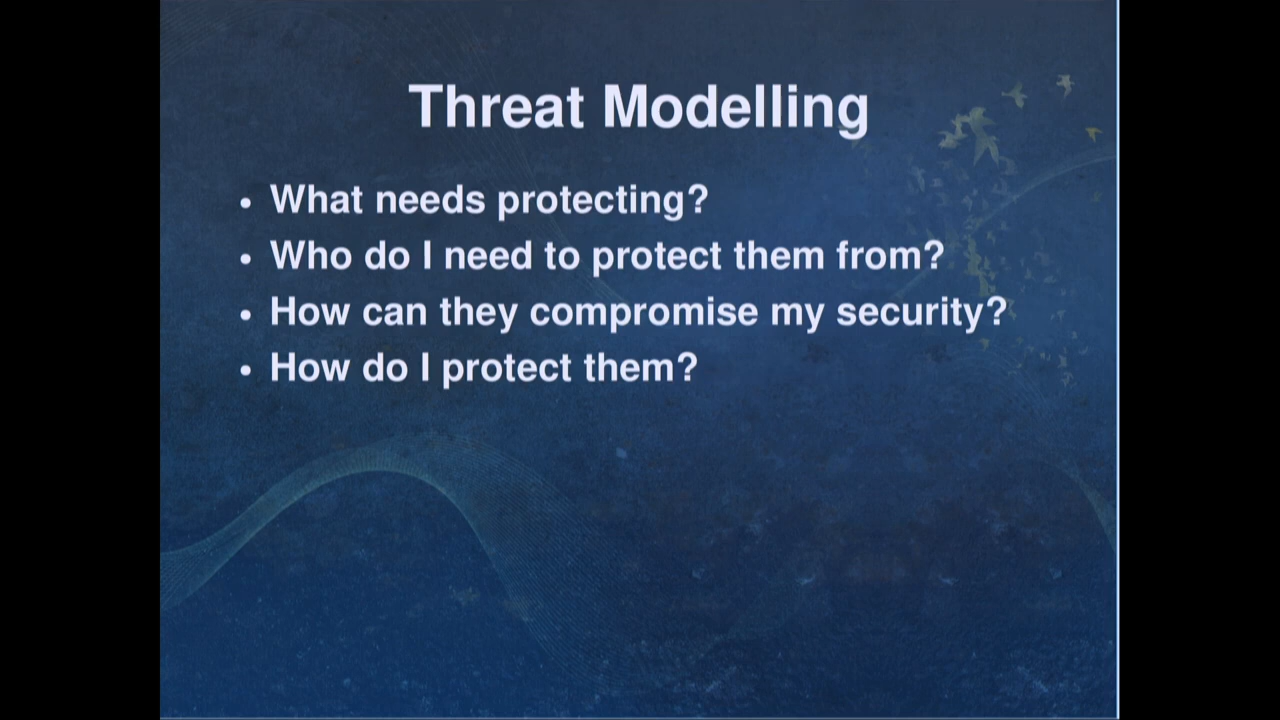 Threat Modelling
• What needs protecting?
• Who do I need to protect them from?
• How can they compromise my security?
• How do I protect them?